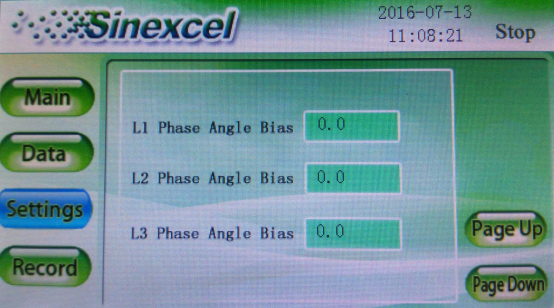 Sinexcel
2016-07-13
11:08:21
Stop
Main
Data
Settings
Record
L1 Phase Angle Bias 0.0
L2 Phase Angle Bias 0.0
L3 Phase Angle Bias 0.0
Page Up
Page Down